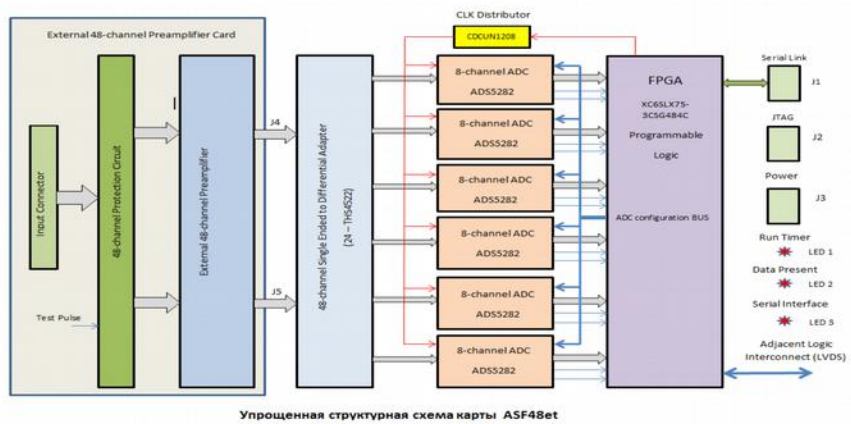 CLK Distributor
CDCUN1208
External 48-channel Preamplifier Card
Input Connector
48-channel Protection Circuit
External 48-channel Preamplifier
Test Pulse
J4
J5
48-channel Single Ended to Differential Adapter
(24 – THS4522)
8-channel ADC
ADS5282
8-channel ADC
ADS5282
8-channel ADC
ADS5282
8-channel ADC
ADS5282
8-channel ADC
ADS5282
8-channel ADC
ADS5282
FPGA
XC6SLX75-
3CSG484C
Programmable
Logic
ADC configuration BUS
Serial Link
J1
JTAG
J2
Power
J3
Run Timer
LED 1
Data Present
LED 2
Serial Interface
LED 3
Adjacent Logic
Interconnect (LVDS)
Упрощенная структурная схема карты ASF48et